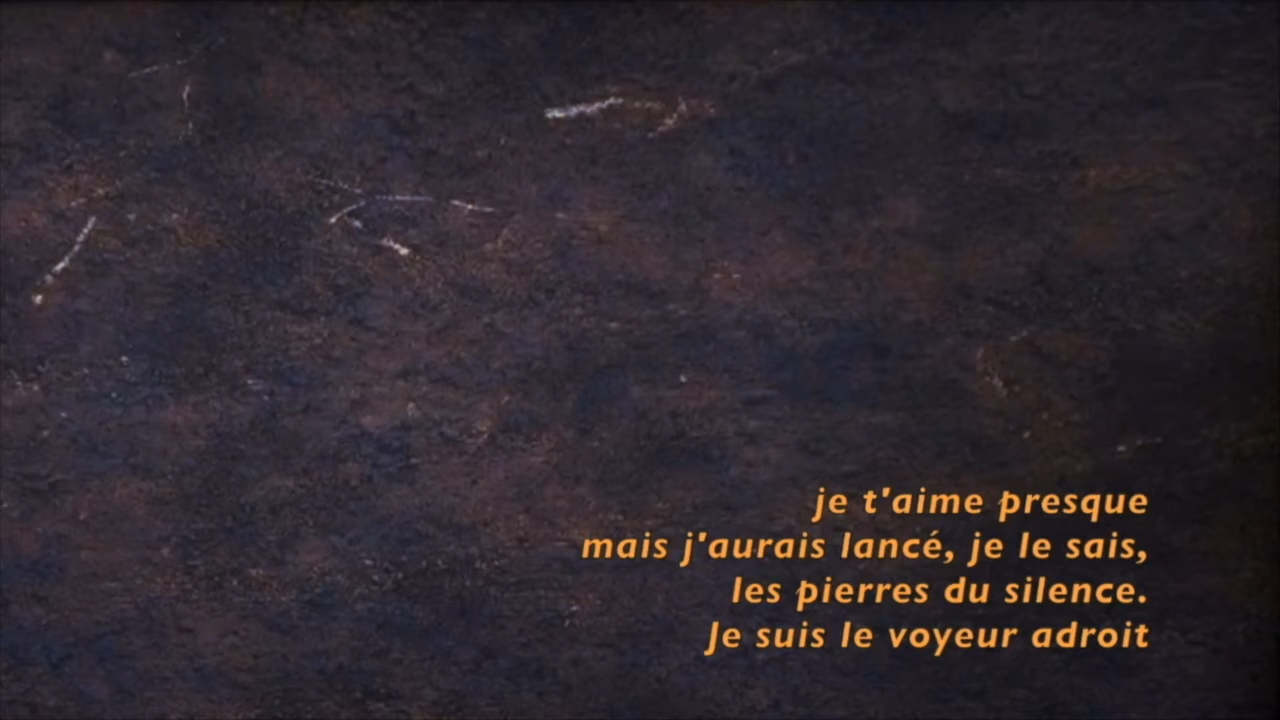 je t'aime presque
mais j'aurais lancé, je le sais,
les pierres du silence.
Je suis le voyeur adroit